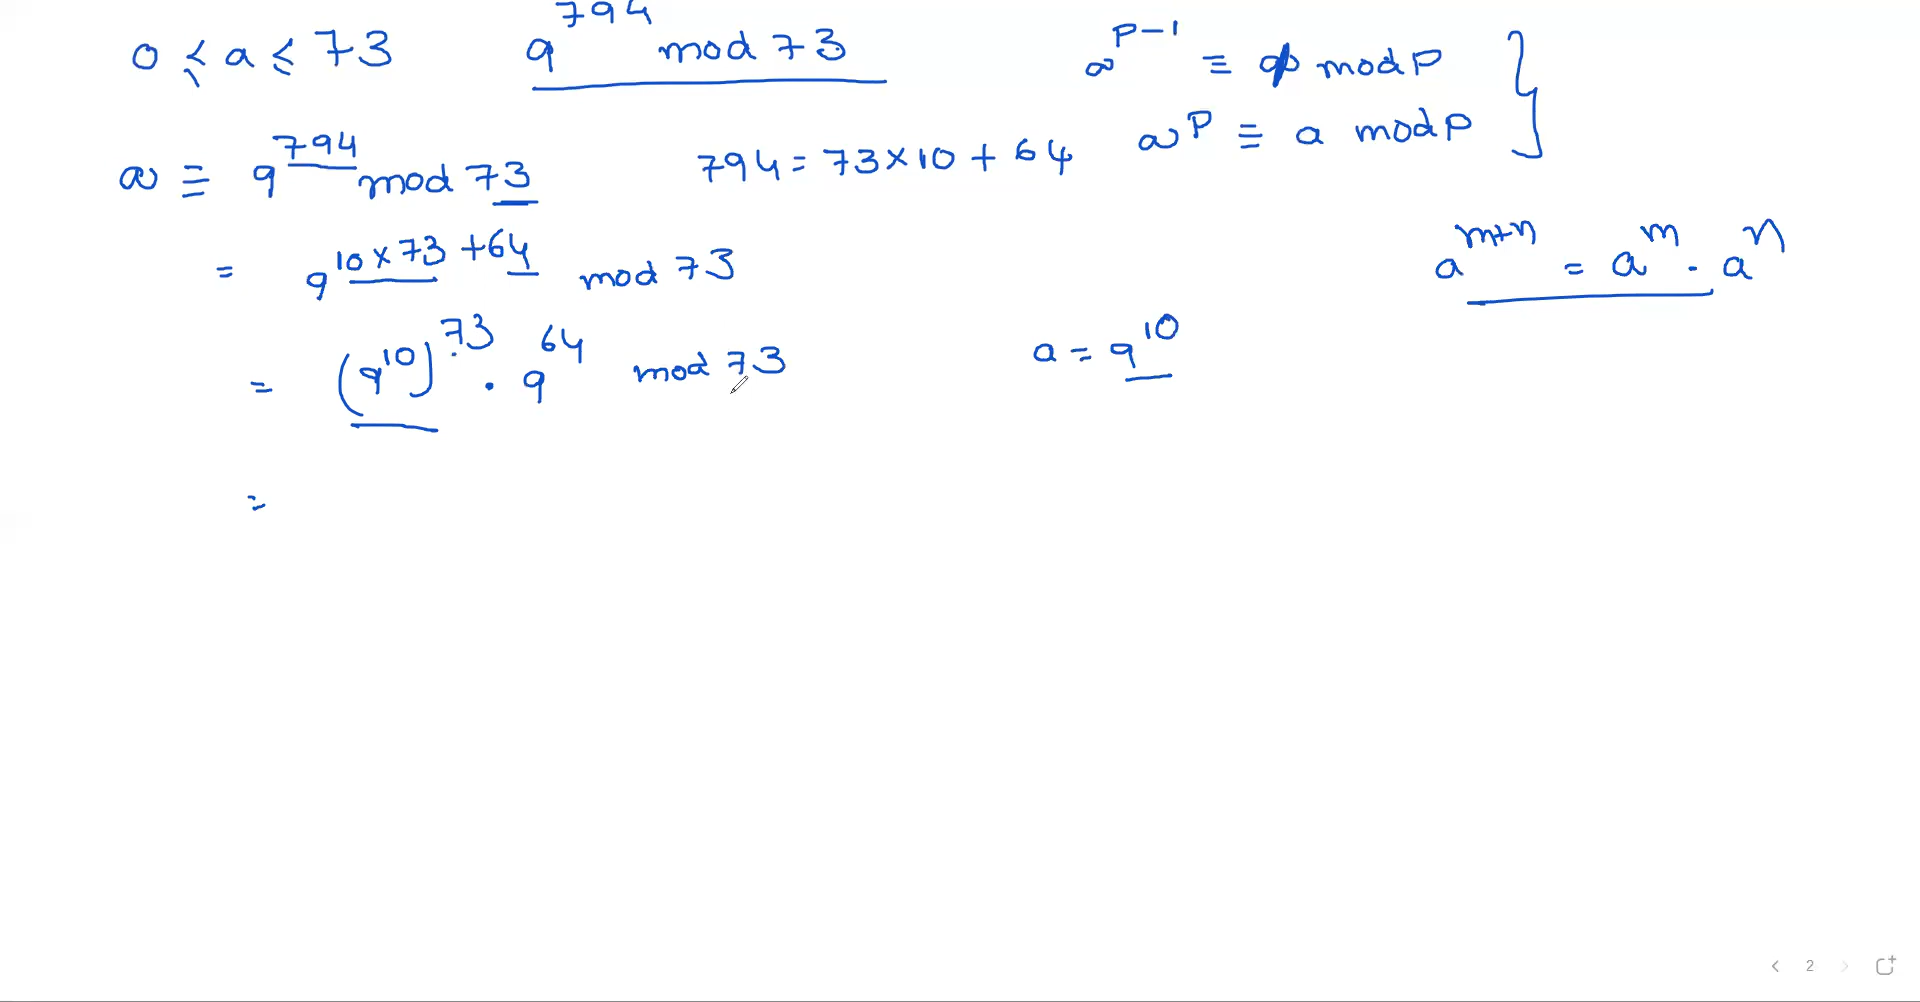 0 ≤ a ≤ 73 9^794 mod 73 a^{P-1} ≡ mod P
a ≡ 9^794 mod 73 794 = 73 × 10 + 64 a^P ≡ a mod P
= 9^{10 × 73 + 64} mod 73 a^{m+n} = a^m · a^n
= (9^10)^73 · 9^64 mod 73 a = 9^10
=
2